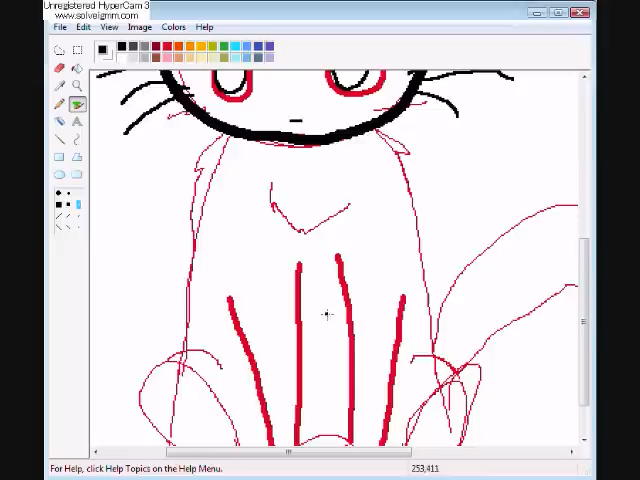 Unregistered HyperCam 3
www.solveigmm.com
File Edit View Image Colors Help
For Help, click Help Topics on the Help Menu.
253,411